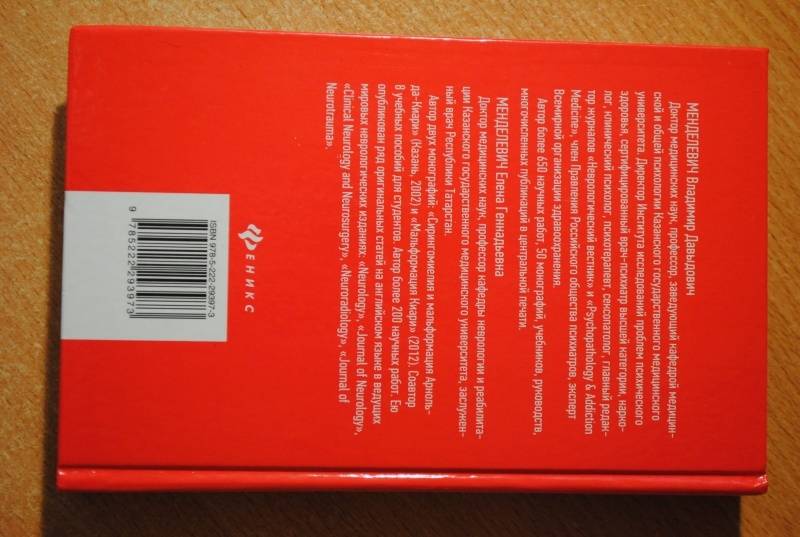 МЕНДЕЛЕВИЧ Владимир Давыдович
Доктор медицинских наук, профессор, заведующий кафедрой медицин-
ской и общей психологии Казанского государственного медицинского
университета. Директор Института исследований проблем психического
здоровья, сертифицированный врач-психиатр высшей категории, нарко-
лог, клинический психолог, психотерапевт, сексопатолог, главный редак-
тор журналов «Неврологический вестник» и «Psychopathology & Addiction
Medicine», член Правления Российского общества психиатров, эксперт
Всемирной организации здравоохранения.
Автор более 650 научных работ, 50 монографий, учебников, руководств,
многочисленных публикаций в центральной печати.
МЕНДЕЛЕВИЧ Елена Геннадьевна
Доктор медицинских наук, профессор кафедры неврологии и реабилита-
ции Казанского государственного медицинского университета, заслужен-
ный врач Республики Татарстан.
Автор двух монографий: «Сирингомиелия и мальформация Арноль-
да-Киари» (Казань, 2002) и «Мальформация Киари» (2012). Соавтор
8 учебных пособий для студентов. Автор более 200 научных работ. Ею
опубликован ряд оригинальных статей на английском языке в ведущих
мировых неврологических изданиях: «Neurology», «Journal of Neurology»,
«Clinical Neurology and Neurosurgery», «Neuroradiology», «Journal of
Neurotrauma».
ФЕНИКС
ISBN 978-5-222-29397-3
9 785222 293973